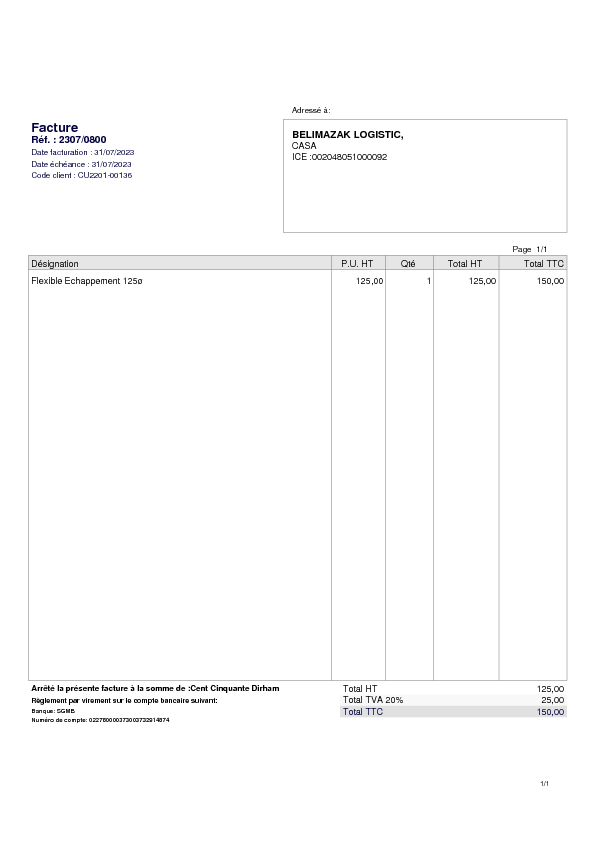 Adressé à:
Facture
Réf. : 2307/0800
Date facturation : 31/07/2023
Date échéance : 31/07/2023
Code client : CU2201-00136
BELIMAZAK LOGISTIC,
CASA
ICE :002048051000092
Page 1/1
Désignation P.U. HT Qté Total HT Total TTC
Flexible Echappement 125ø 125,00 1 125,00 150,00
Arrêté la présente facture à la somme de :Cent Cinquante Dirham
Règlement par virement sur le compte bancaire suivant:
Banque: SGMB
Numéro de compte:
Total HT 125,00
Total TVA 20% 25,00
Total TTC 150,00
1/1